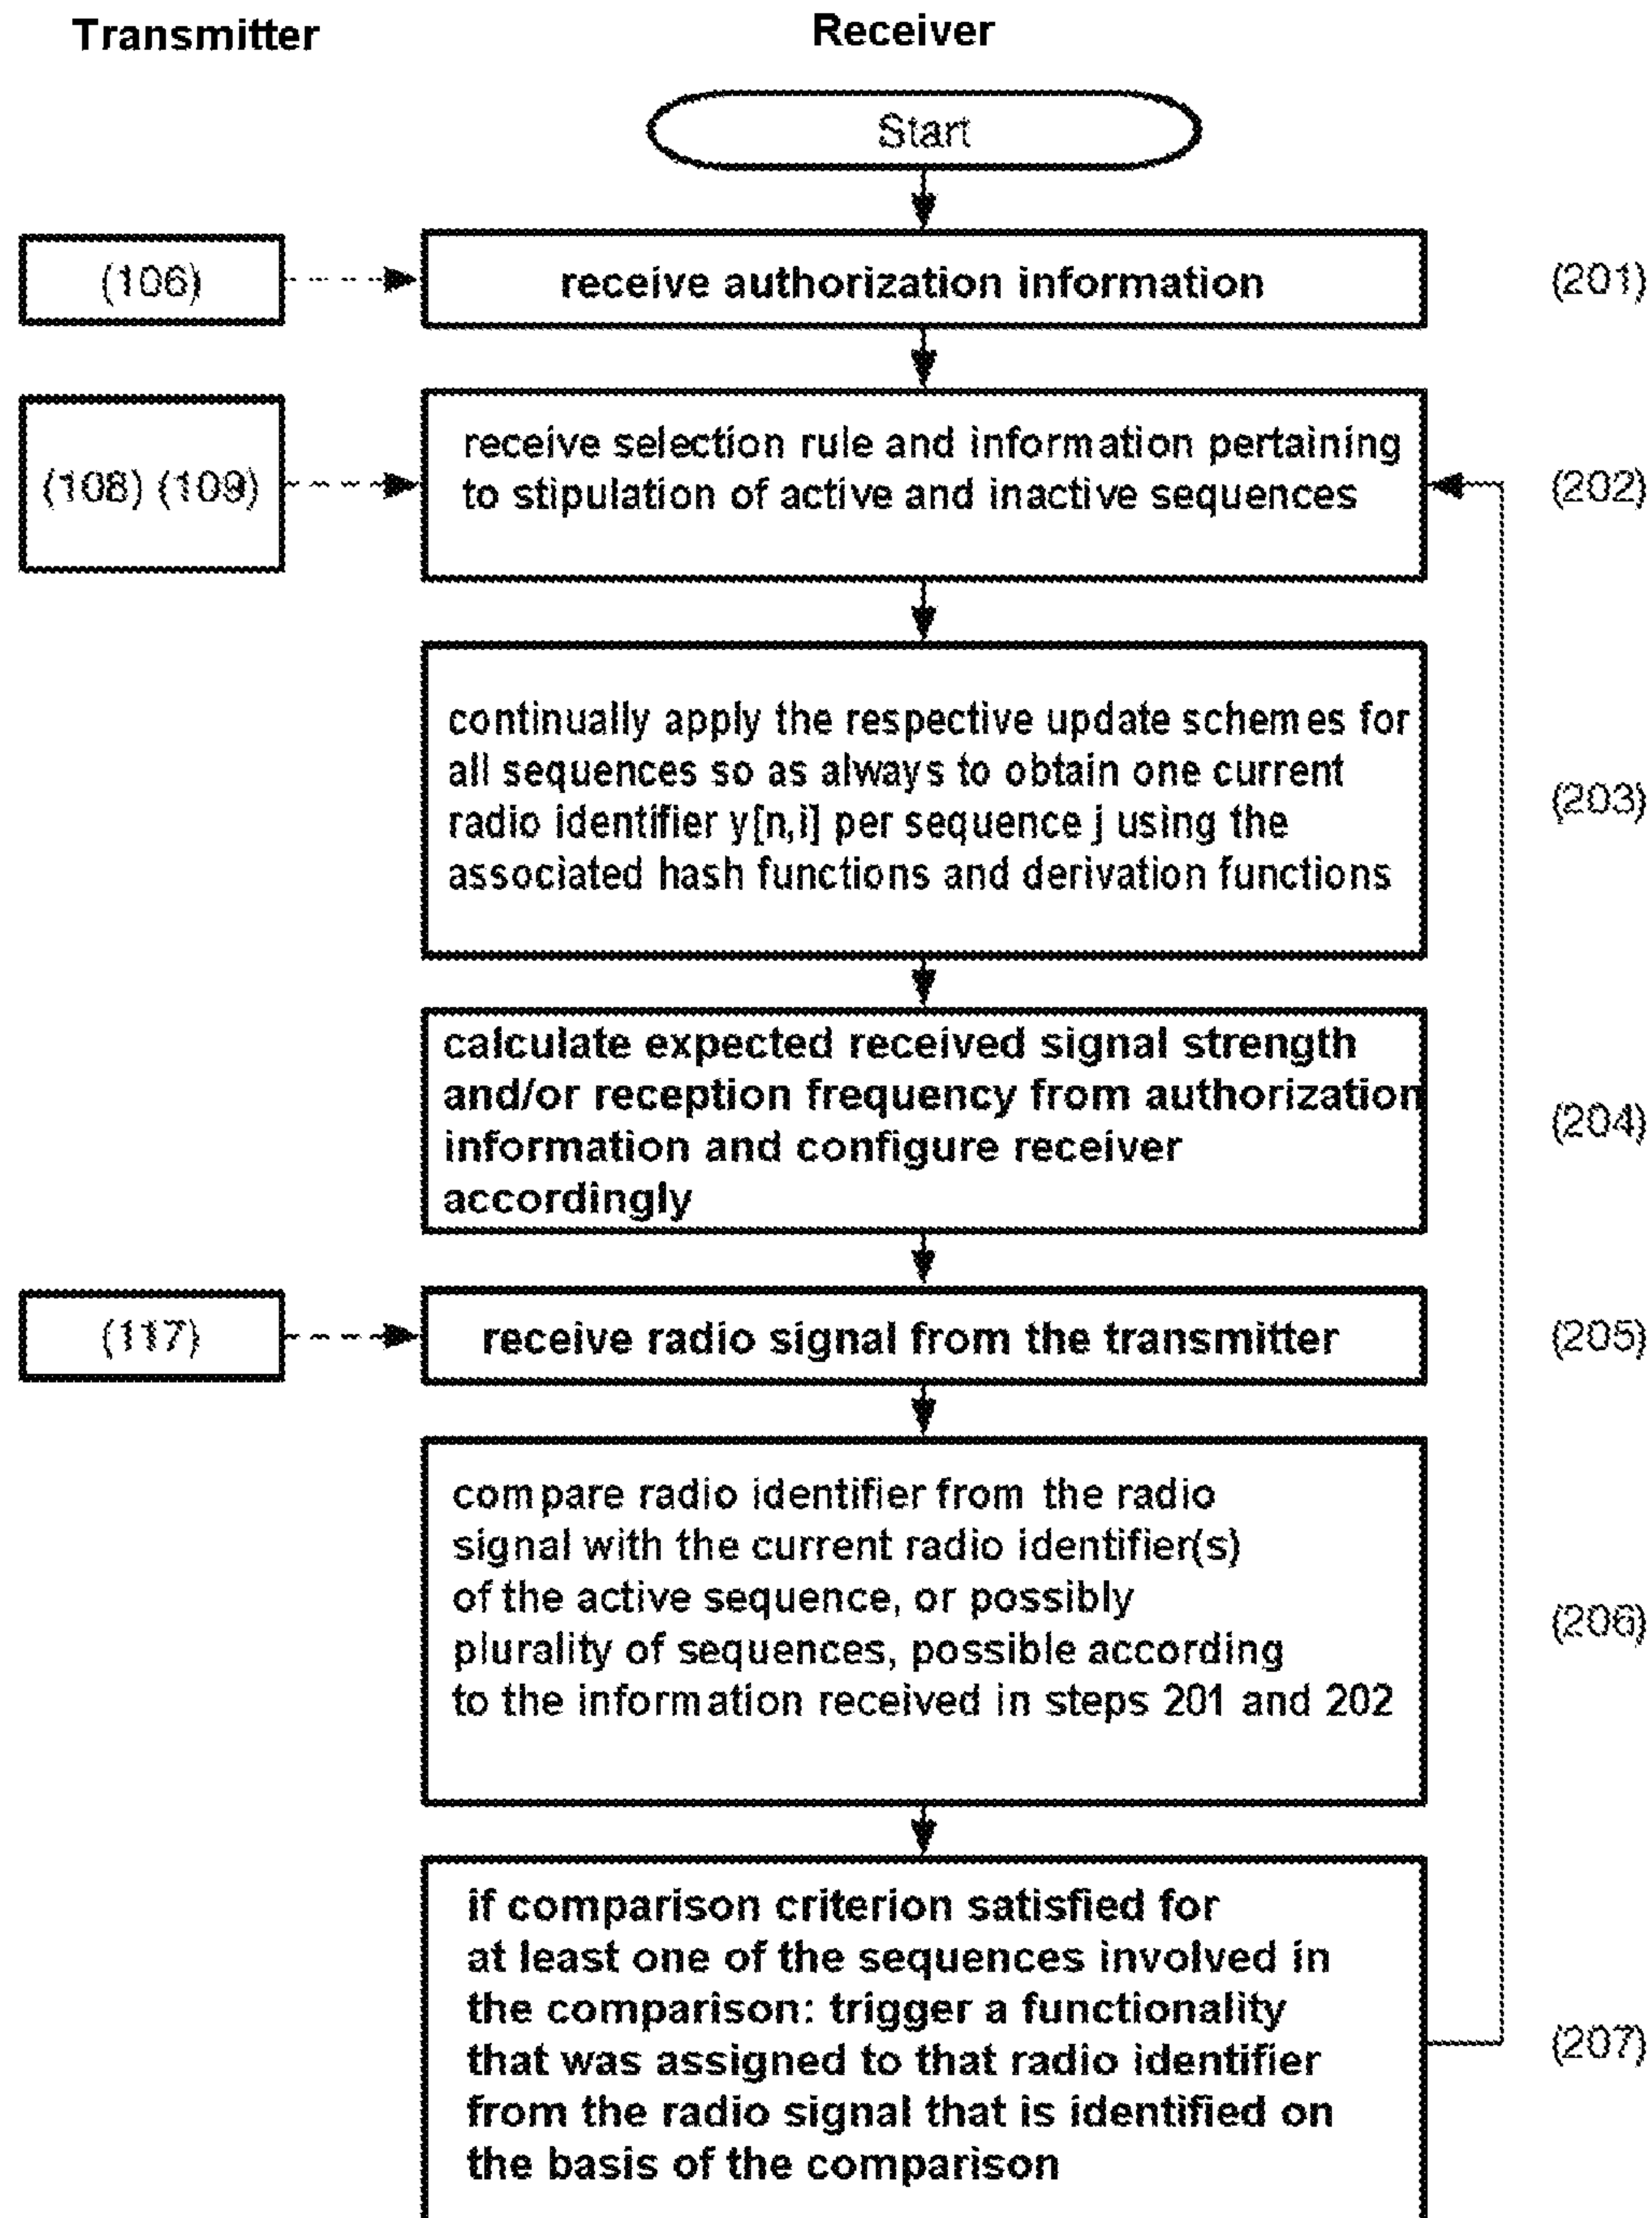 Transmitter
Receiver
Start
(106)
receive authorization information
(201)
(108) (109)
receive selection rule and information pertaining
to stipulation of active and inactive sequences
(202)
continually apply the respective update schemes for
all sequences so as always to obtain one current
radio identifier y[n,i] per sequence j using the
associated hash functions and derivation functions
(203)
calculate expected received signal strength
and/or reception frequency from authorization
information and configure receiver
accordingly
(204)
(117)
receive radio signal from the transmitter
(205)
compare radio identifier from the radio
signal with the current radio identifier(s)
of the active sequence, or possibly
plurality of sequences, possible according
to the information received in steps 201 and 202
(206)
if comparison criterion satisfied for
at least one of the sequences involved in
the comparison: trigger a functionality
that was assigned to that radio identifier
from the radio signal that is identified on
the basis of the comparison
(207)